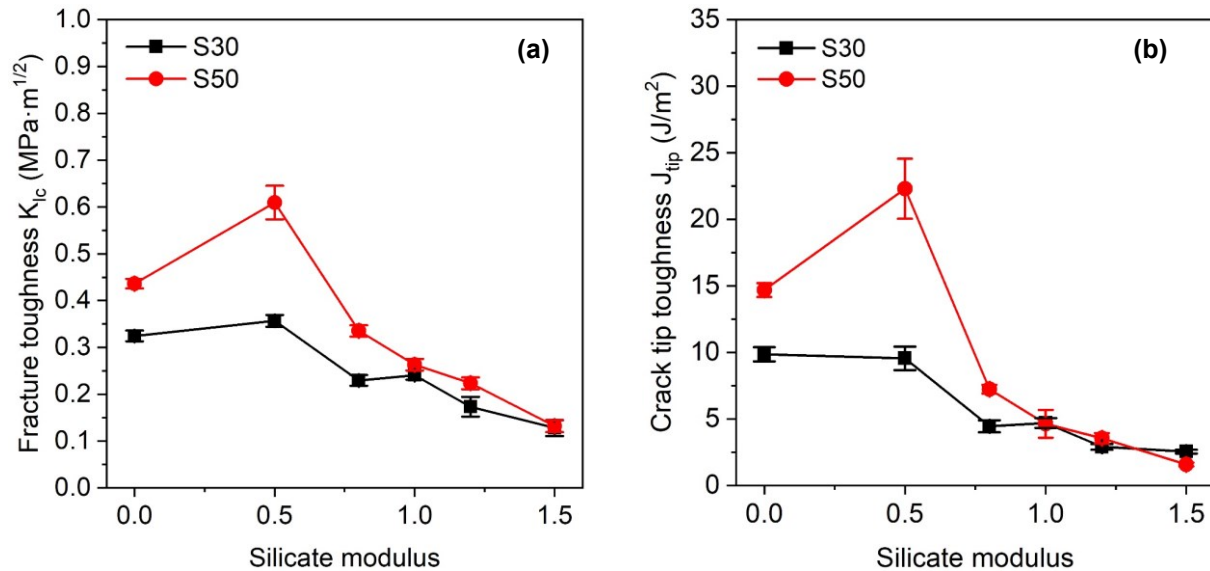 (a)
S30
S50
Fracture toughness K_Ic (MPa·m^1/2)
1.0
0.9
0.8
0.7
0.6
0.5
0.4
0.3
0.2
0.1
0.0
0.0 0.5 1.0 1.5
Silicate modulus
(b)
S30
S50
Crack tip toughness J_tip (J/m²)
35
30
25
20
15
10
5
0
0.0 0.5 1.0 1.5
Silicate modulus